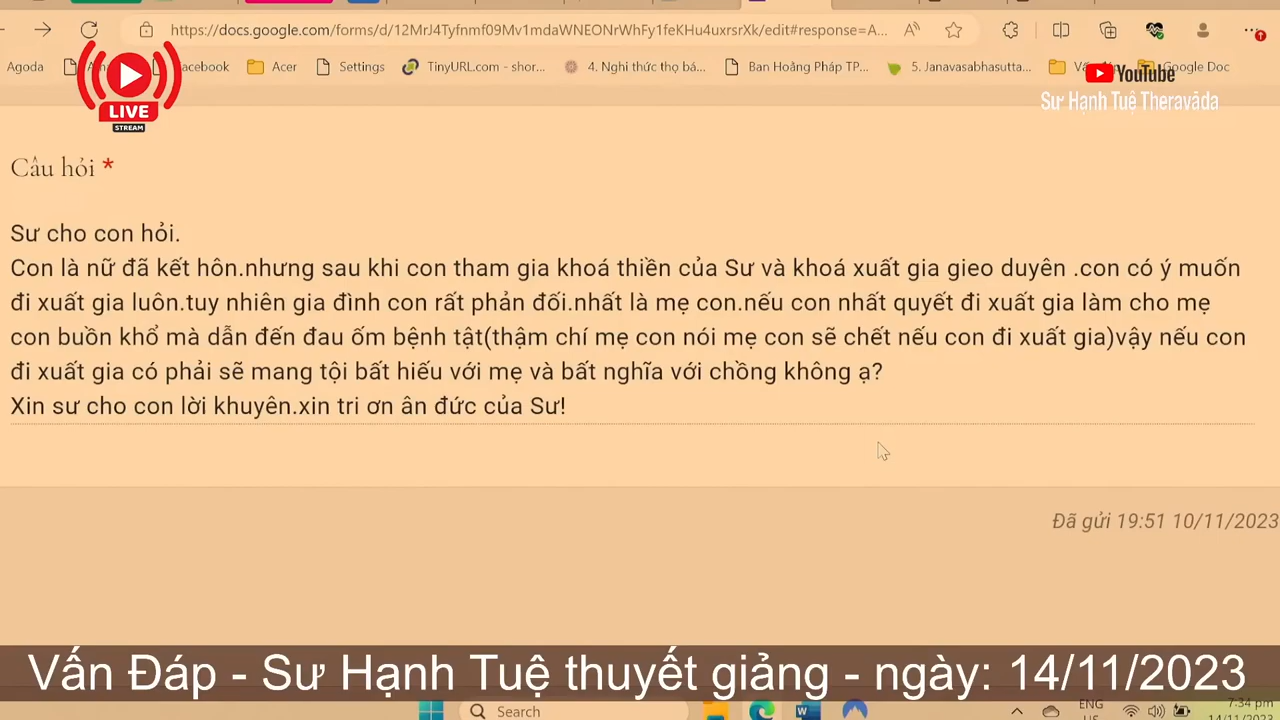 https://docs.google.com/forms/d/12MrJ4Tyfnmf09Mv1mdaWNEONrWhFy1feKHu4uxrsrXk/edit#response=A...
Agoda
Facebook
Acer
Settings
TinyURL.com - shor...
4. Nghi thức thọ bá...
Ban Hoằng Pháp TP...
5. Janavasabhasutta...
Google Doc
LIVE
STREAM
YouTube
Sư Hạnh Tuệ Theravāda
Câu hỏi *
Sư cho con hỏi.
Con là nữ đã kết hôn.nhưng sau khi con tham gia khoá thiền của Sư và khoá xuất gia gieo duyên .con có ý muốn
đi xuất gia luôn.tuy nhiên gia đình con rất phản đối.nhất là mẹ con.nếu con nhất quyết đi xuất gia làm cho mẹ
con buồn khổ mà dẫn đến đau ốm bệnh tật(thậm chí mẹ con nói mẹ con sẽ chết nếu con đi xuất gia)vậy nếu con
đi xuất gia có phải sẽ mang tội bất hiếu với mẹ và bất nghĩa với chồng không ạ?
Xin sư cho con lời khuyên.xin tri ơn ân đức của Sư!
Đã gửi 19:51 10/11/2023
Vấn Đáp - Sư Hạnh Tuệ thuyết giảng - ngày: 14/11/2023
Search
ENG
7:34 pm